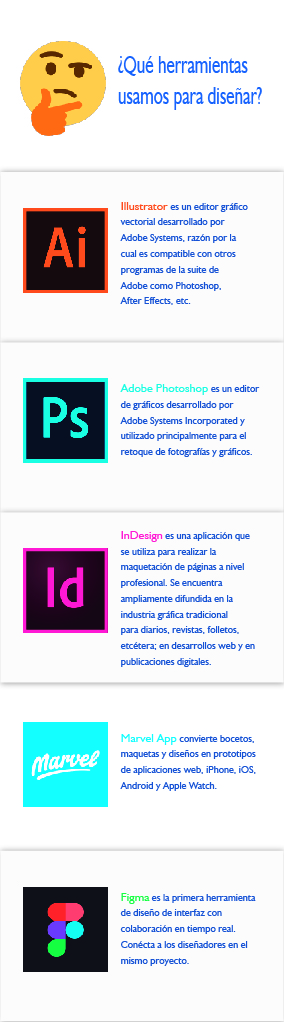 ¿Qué herramientas
usamos para diseñar?
Ai
Illustrator es un editor gráfico
vectorial desarrollado por
Adobe Systems, razón por la
cual es compatible con otros
programas de la suite de
Adobe como Photoshop,
After Effects, etc.
Ps
Adobe Photoshop es un editor
de gráficos desarrollado por
Adobe Systems Incorporated y
utilizado principalmente para el
retoque de fotografías y gráficos.
Id
InDesign es una aplicación que
se utiliza para realizar la
maquetación de páginas a nivel
profesional. Se encuentra
ampliamente difundida en la
industria gráfica tradicional
para diarios, revistas, folletos,
etcétera; en desarrollos web y en
publicaciones digitales.
Marvel
Marvel App convierte bocetos,
maquetas y diseños en prototipos
de aplicaciones web, iPhone, iOS,
Android y Apple Watch.
Figma es la primera herramienta
de diseño de interfaz con
colaboración en tiempo real.
Conécta a los diseñadores en el
mismo proyecto.